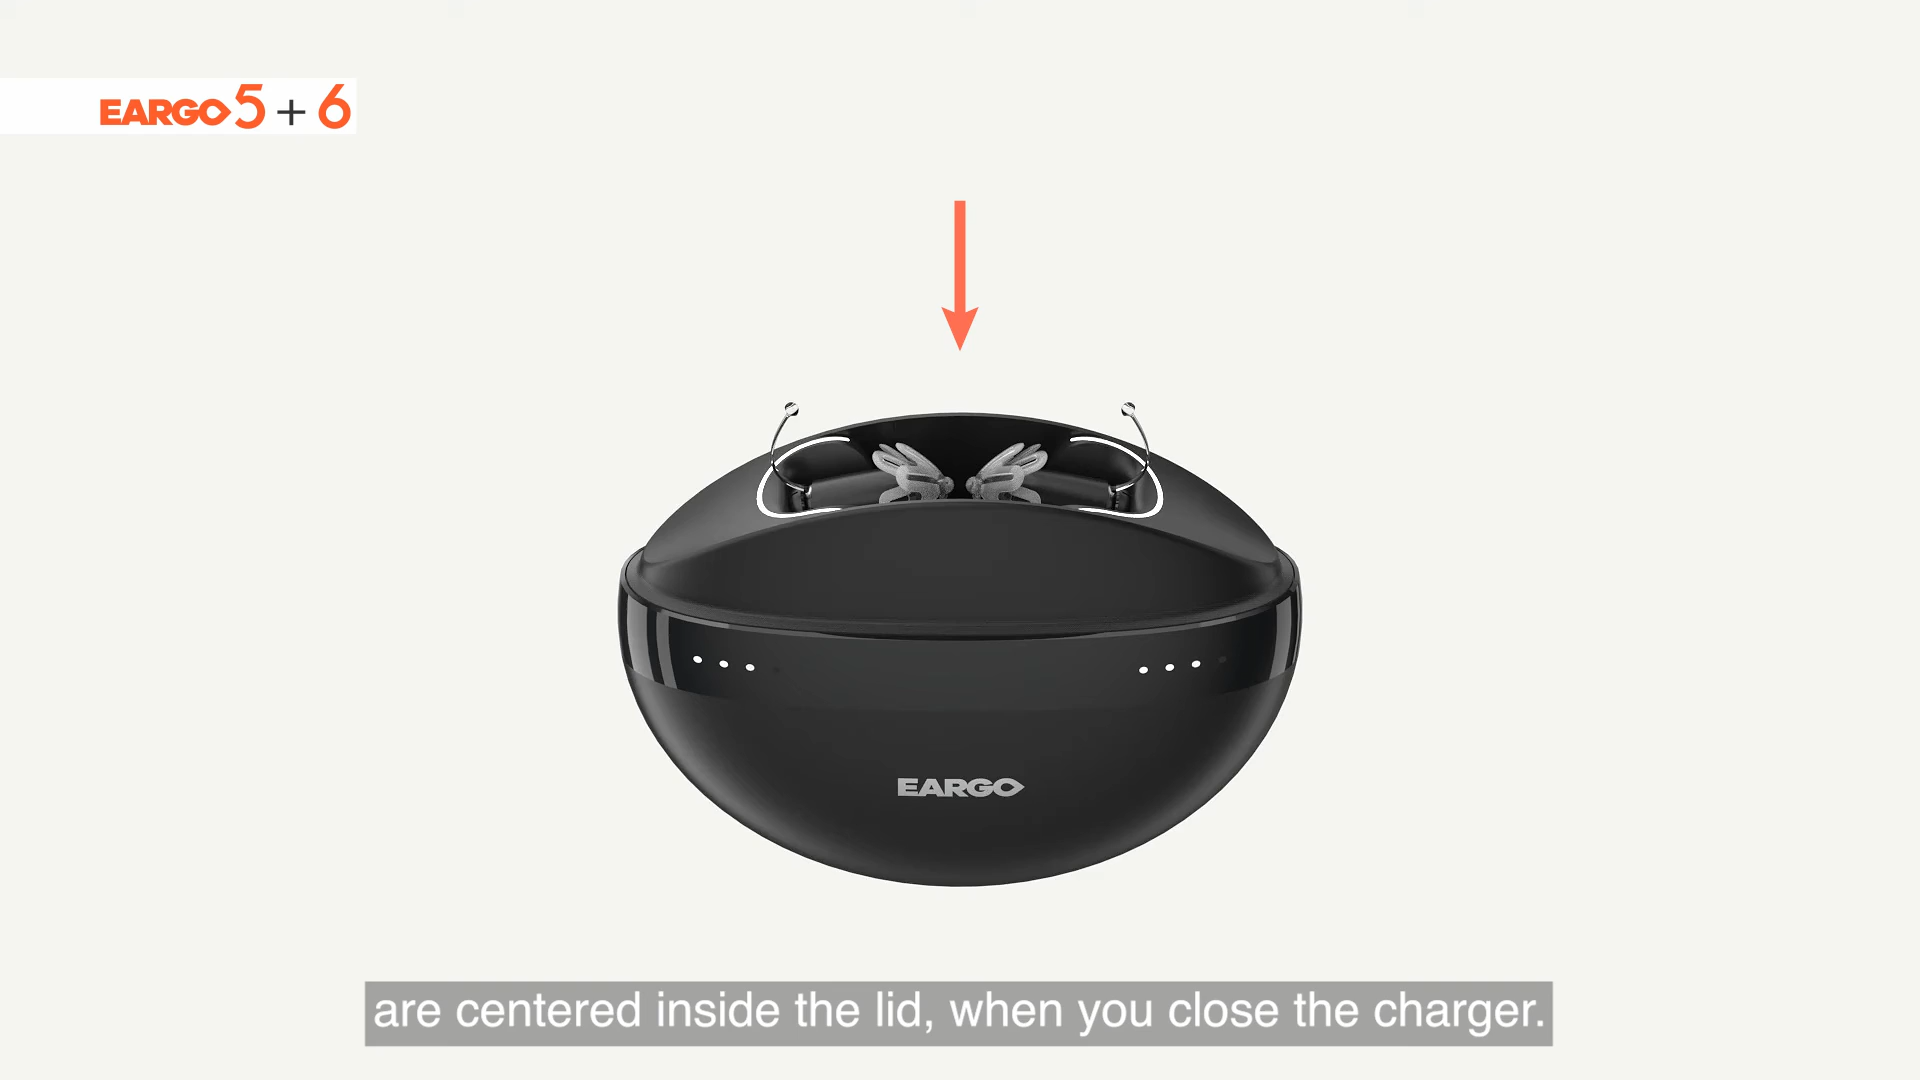 EARGO 5 + 6
EARGO
are centered inside the lid, when you close the charger.